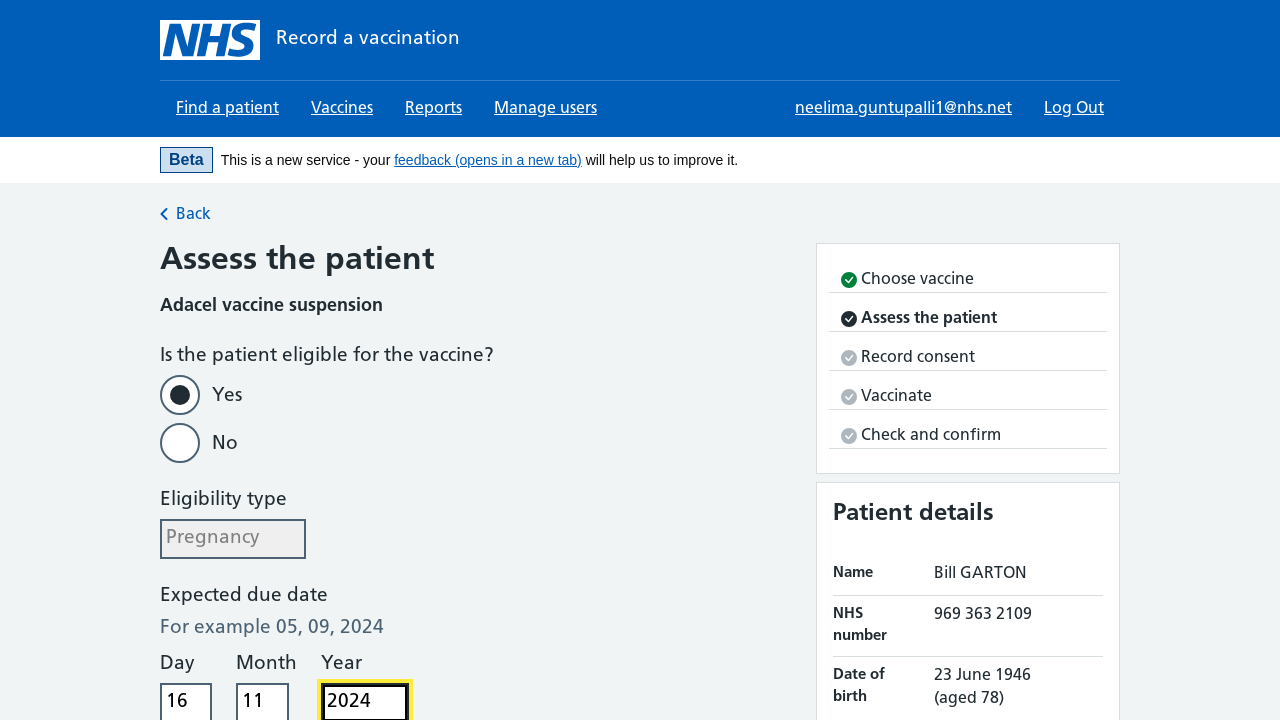 NHS Record a vaccination
Find a patient Vaccines Reports Manage users neelima.guntupalli1@nhs.net Log Out
Beta This is a new service - your feedback (opens in a new tab) will help us to improve it.
Back
Assess the patient
Adacel vaccine suspension
Is the patient eligible for the vaccine?
Yes
No
Eligibility type
Pregnancy
Expected due date
For example 05, 09, 2024
Day Month Year
16 11 2024
Choose vaccine
Assess the patient
Record consent
Vaccinate
Check and confirm
Patient details
Name Bill GARTON
NHS number 969 363 2109
Date of birth 23 June 1946 (aged 78)